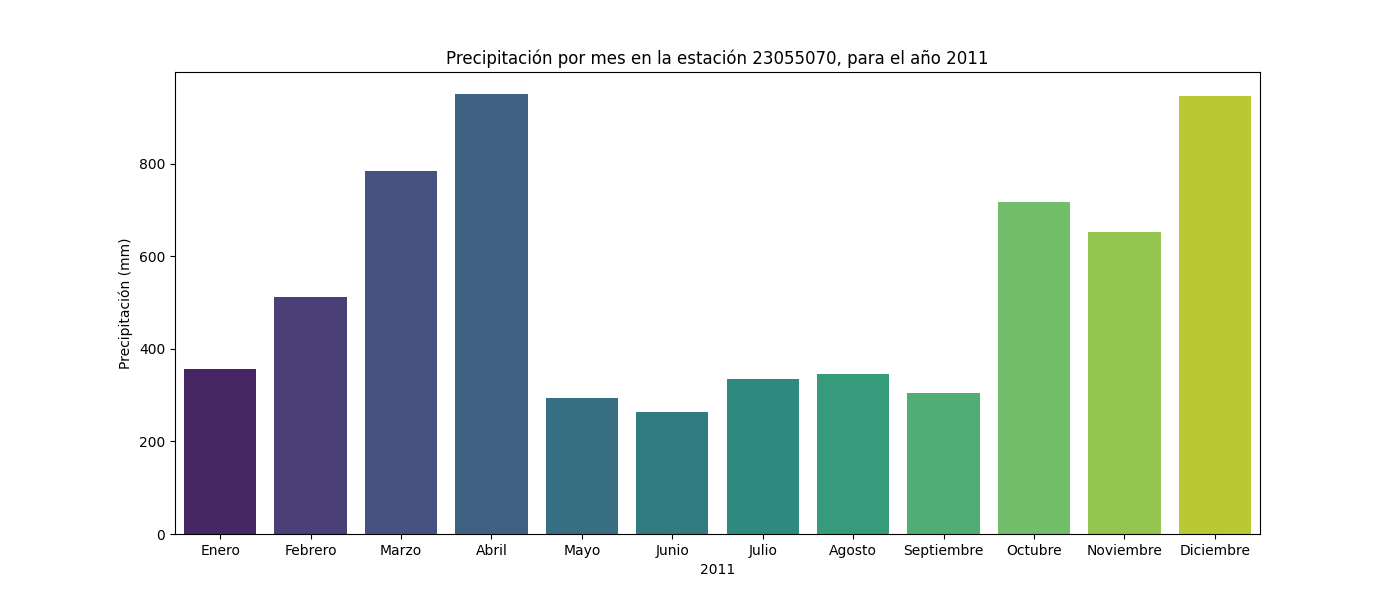 Precipitación por mes en la estación 23055070, para el año 2011
Precipitación (mm)
800
600
400
200
0
Enero Febrero Marzo Abril Mayo Junio Julio Agosto Septiembre Octubre Noviembre Diciembre
2011